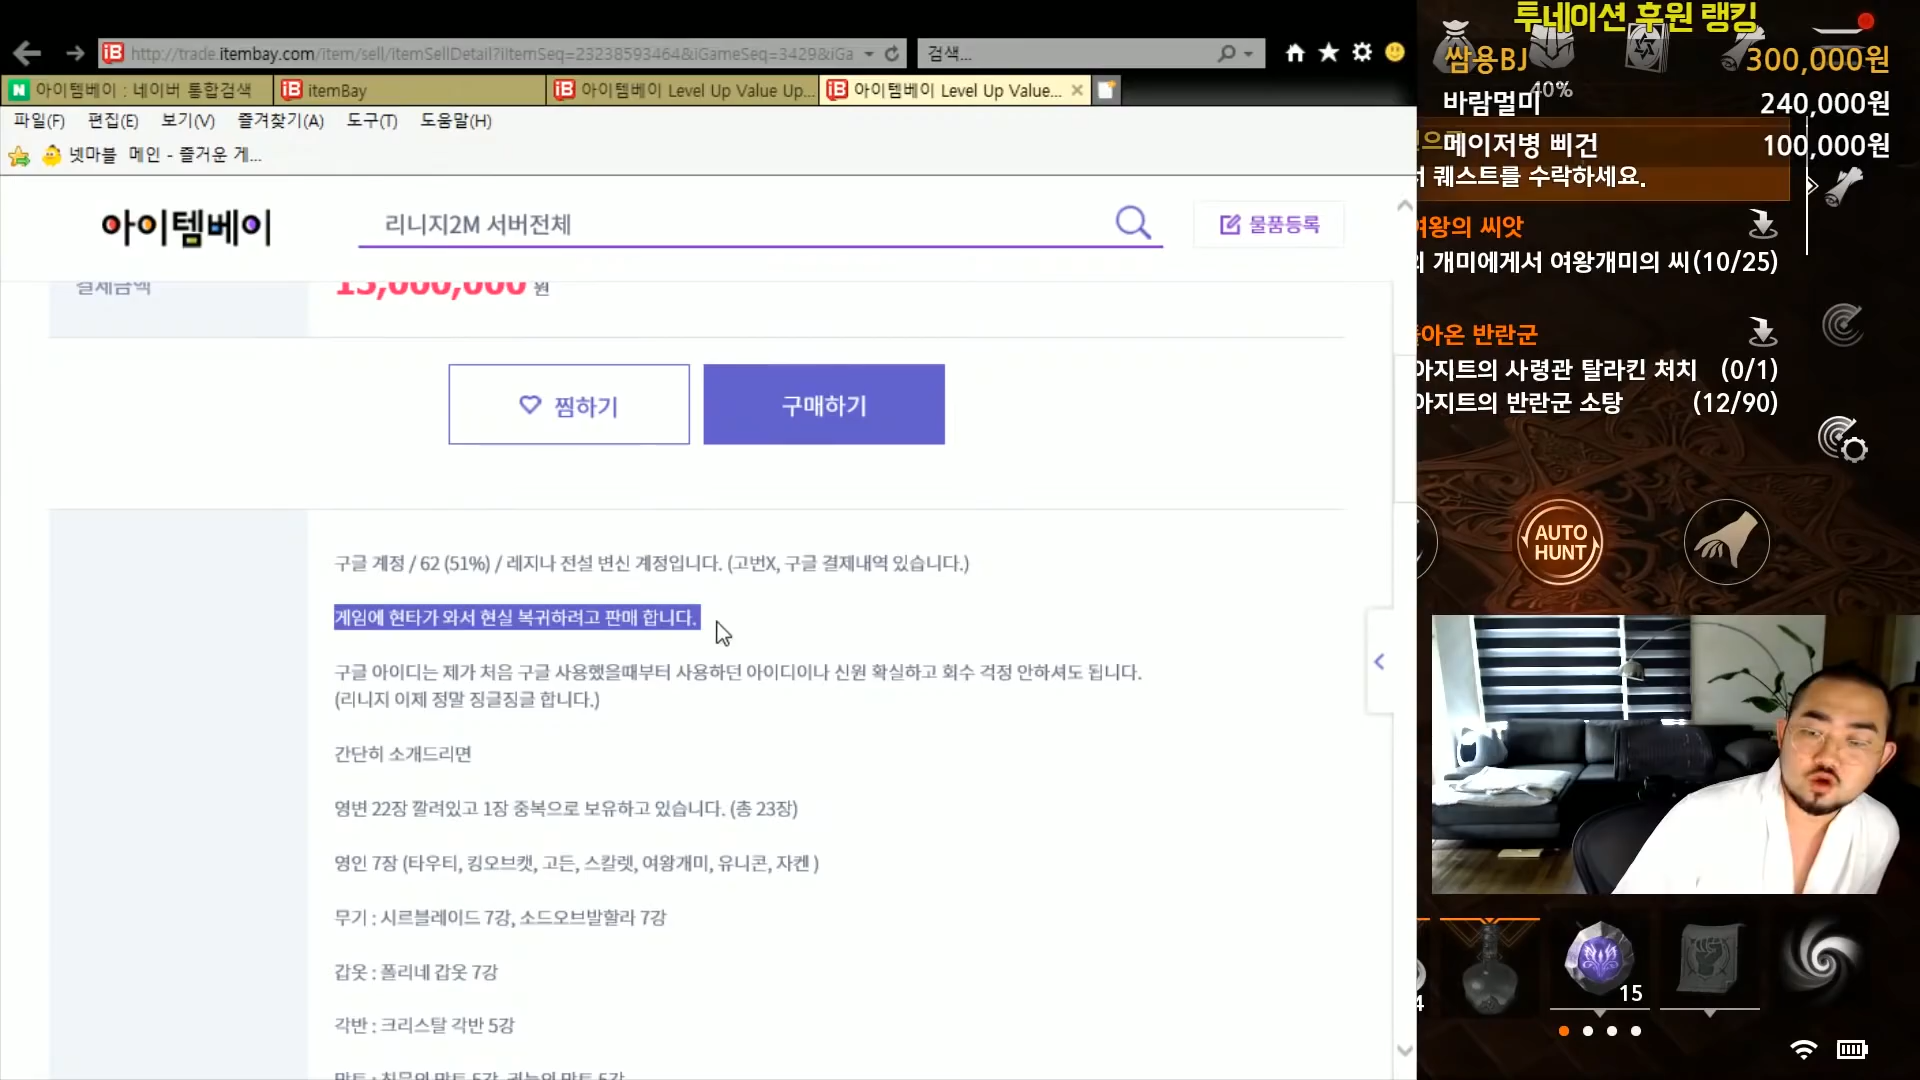 http://trade.itembay.com/item/sell/itemSellDetail?iItemSeq=23238593464&iGameSeq=3429&iGa
검색...
아이템베이 : 네이버 통합검색
itemBay
아이템베이 Level Up Value Up...
아이템베이 Level Up Value...
파일(F) 편집(E) 보기(V) 즐겨찾기(A) 도구(T) 도움말(H)
넷마블 메인 - 즐거운 게...
아이템베이
리니지2M 서버전체
물품등록
결제금액
원
찜하기
구매하기
구글 계정 / 62 (51%) / 레지나 전설 변신 계정입니다. (고번X, 구글 결제내역 있습니다.)
게임에 현타가 와서 현실 복귀하려고 판매 합니다.
구글 아이디는 제가 처음 구글 사용했을때부터 사용하던 아이디이나 신원 확실하고 회수 걱정 안하셔도 됩니다.
(리니지 이제 정말 징글징글 합니다.)
간단히 소개드리면
영변 22장 깔려있고 1장 중복으로 보유하고 있습니다. (총 23장)
영인 7장 (타우티, 킹오브캣, 고든, 스칼렛, 여왕개미, 유니콘, 자켄 )
무기 : 시르블레이드 7강, 소드오브발할라 7강
갑옷 : 폴리네 갑옷 7강
각반 : 크리스탈 각반 5강
투네이션 후원 랭킹
쌈용BJ 300,000원
40%
바람멀미 240,000원
메이저병 삐건 100,000원
퀘스트를 수락하세요.
여왕의 씨앗
개미에게서 여왕개미의 씨(10/25)
돌아온 반란군
아지트의 사령관 탈라킨 처치 (0/1)
아지트의 반란군 소탕 (12/90)
AUTO
HUNT
15
4